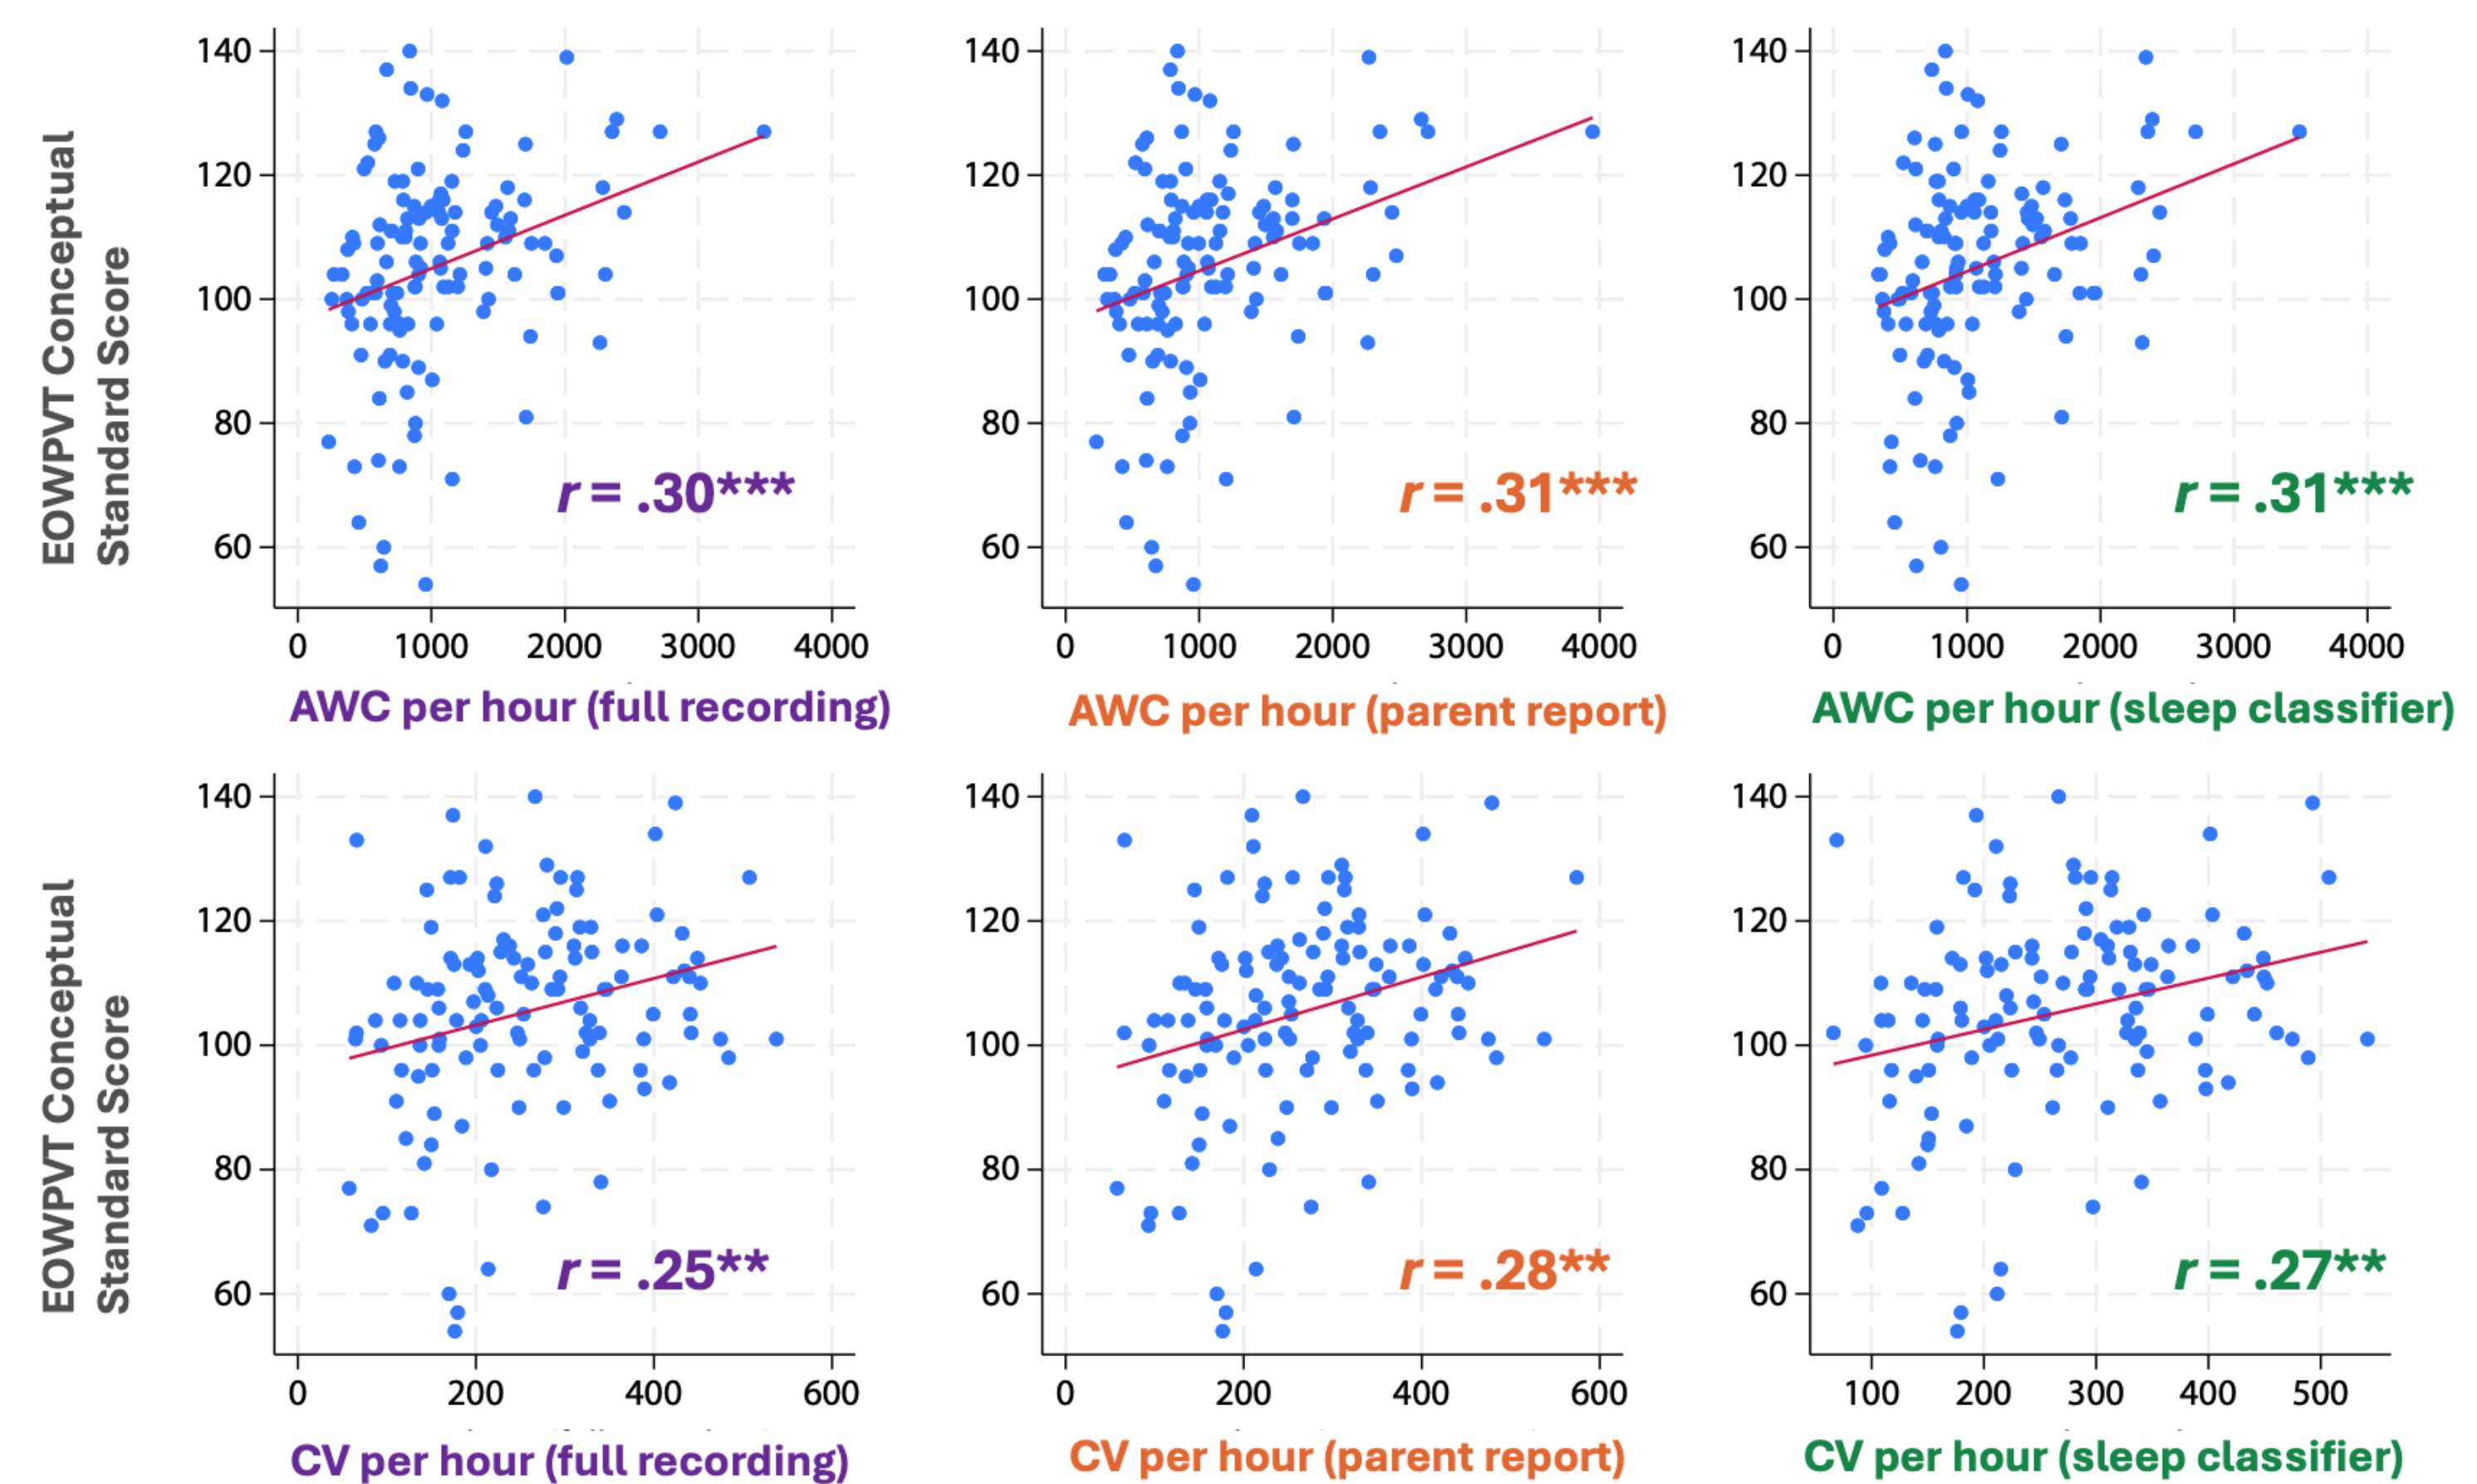 EOWPVT Conceptual
Standard Score
140
120
100
80
60
r = .30***
0 1000 2000 3000 4000
AWC per hour (full recording)
140
120
100
80
60
r = .31***
0 1000 2000 3000 4000
AWC per hour (parent report)
140
120
100
80
60
r = .31***
0 1000 2000 3000 4000
AWC per hour (sleep classifier)
EOWPVT Conceptual
Standard Score
140
120
100
80
60
r = .25**
0 200 400 600
CV per hour (full recording)
140
120
100
80
60
r = .28**
0 200 400 600
CV per hour (parent report)
140
120
100
80
60
r = .27**
100 200 300 400 500
CV per hour (sleep classifier)